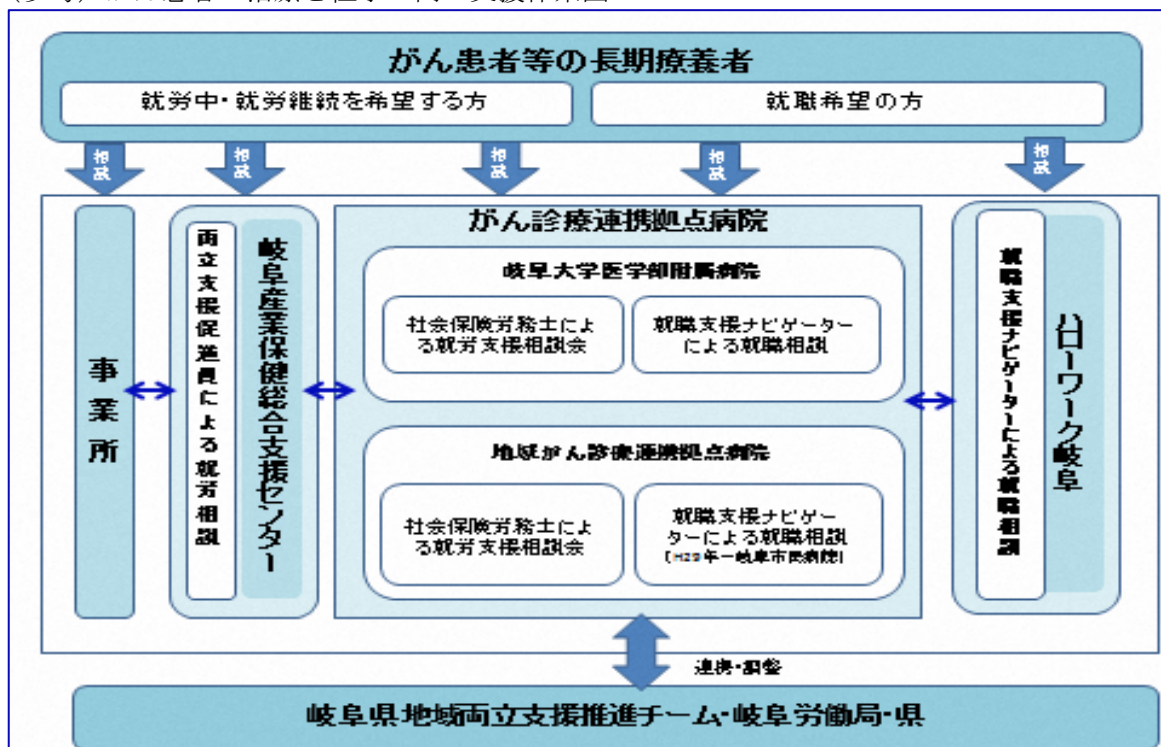 がん患者等の長期療養者
就労中・就労継続を希望する方
就職希望の方
相談
相談
相談
相談
相談
事業所
両立支援促進員による就労相談
岐阜産業保健総合支援センター
がん診療連携拠点病院
岐阜大学医学部附属病院
社会保険労務士によ
る就労支援相談会
就職支援ナビゲーター
による就職相談
地域がん診療連携拠点病院
社会保険労務士によ
る就労支援相談会
就職支援ナビゲー
ターによる就職相談
(H29年ー岐阜市民病院)
就職支援ナビゲーターによる就職相談
ハローワーク岐阜
連携・調整
岐阜県地域両立支援推進チーム・岐阜労働局・県